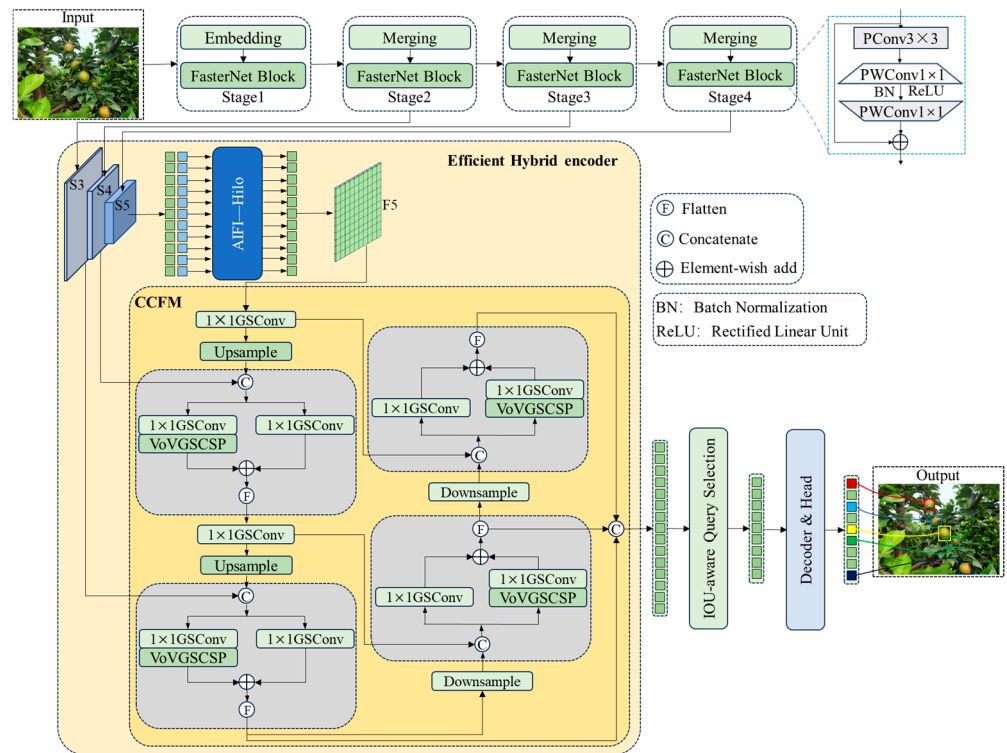 Input
Embedding
FasterNet Block
Stage1
Merging
FasterNet Block
Stage2
Merging
FasterNet Block
Stage3
Merging
FasterNet Block
Stage4
PConv3×3
PWConv1×1
BN
ReLU
PWConv1×1
Efficient Hybrid encoder
S3
S4
S5
AIFI—Hilo
F5
F Flatten
C Concatenate
Element-wish add
BN: Batch Normalization
ReLU: Rectified Linear Unit
CCFM
1×1GSConv
Upsample
C
1×1GSConv
VoVGSCSP
1×1GSConv
F
1×1GSConv
Upsample
C
1×1GSConv
VoVGSCSP
1×1GSConv
F
F
1×1GSConv
1×1GSConv
VoVGSCSP
C
Downsample
F
1×1GSConv
1×1GSConv
VoVGSCSP
C
Downsample
C
IOU-aware Query Selection
Decoder & Head
Output